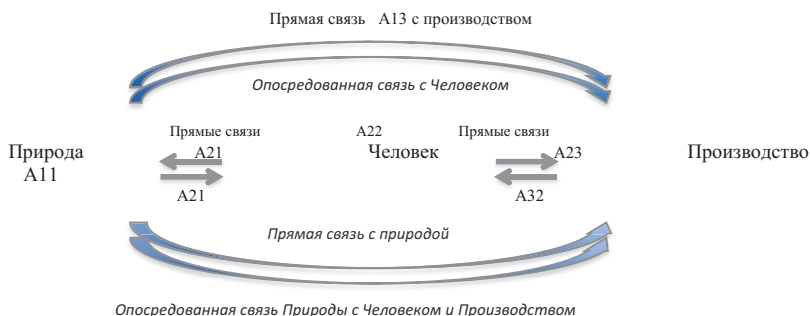 Прямая связь А13 с производством
Опосредованная связь с Человеком
Прямые связи А22 Прямые связи
Природа А21 Человек А23 Производство
А11
А21 А32
Прямая связь с природой
Опосредованная связь Природы с Человеком и Производством